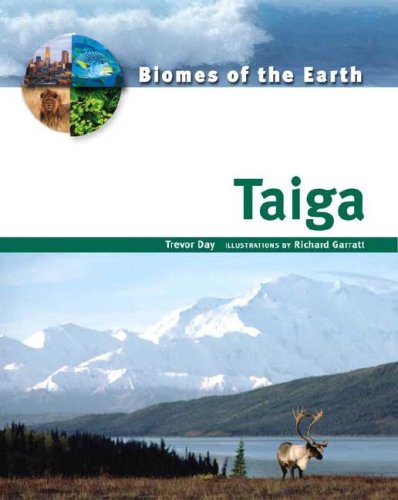 Biomes of the Earth
Taiga
Trevor Day ILLUSTRATIONS BY Richard Garratt